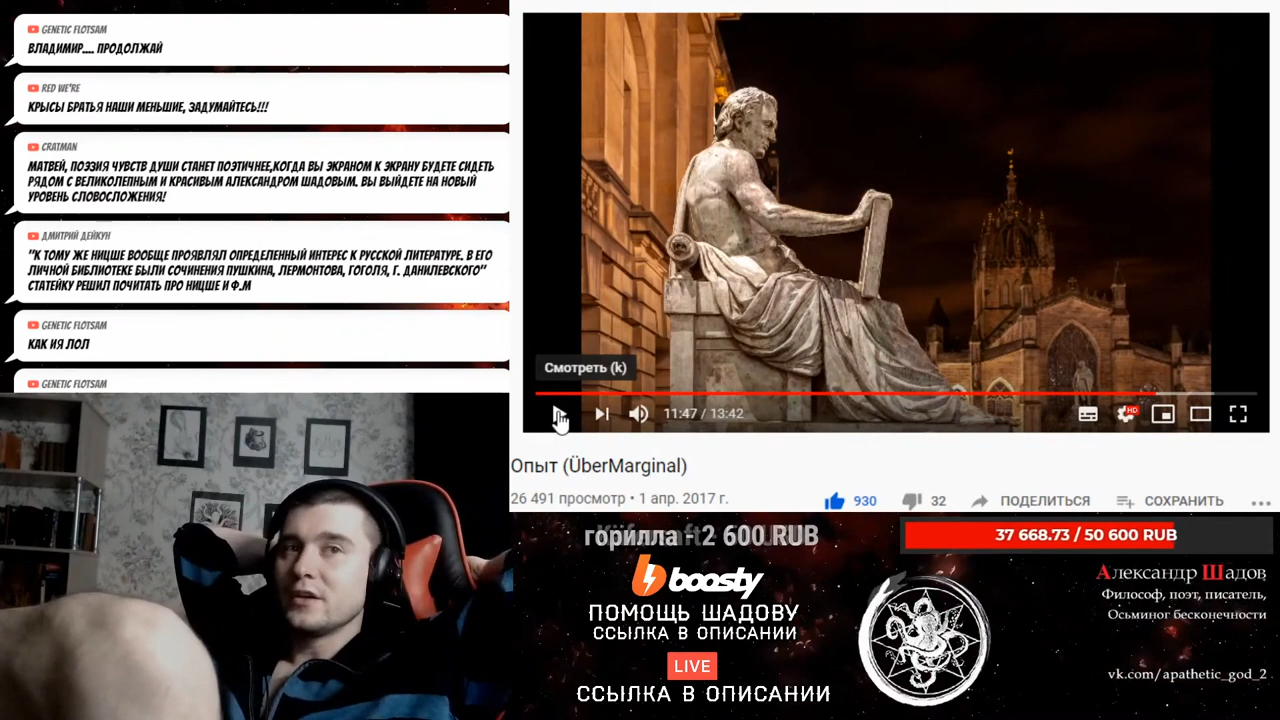 GENETIC FLOTSAM
ВЛАДИМИР.... ПРОДОЛЖАЙ
RED WE'RE
КРЫСЫ БРАТЬЯ НАШИ МЕНЬШИЕ, ЗАДУМАЙТЕСЬ!!!
CRATMAN
МАТВЕЙ, ПОЭЗИЯ ЧУВСТВ ДУШИ СТАНЕТ ПОЭТИЧНЕЕ,КОГДА ВЫ ЭКРАНОМ К ЭКРАНУ БУДЕТЕ СИДЕТЬ
РЯДОМ С ВЕЛИКОЛЕПНЫМ И КРАСИВЫМ АЛЕКСАНДРОМ ШАДОВЫМ. ВЫ ВЫЙДЕТЕ НА НОВЫЙ
УРОВЕНЬ СЛОВОСЛОЖЕНИЯ!
ДМИТРИЙ ДЕЙКУН
"К ТОМУ ЖЕ НИЦШЕ ВООБЩЕ ПРОЯВЛЯЛ ОПРЕДЕЛЕННЫЙ ИНТЕРЕС К РУССКОЙ ЛИТЕРАТУРЕ. В ЕГО
ЛИЧНОЙ БИБЛИОТЕКЕ БЫЛИ СОЧИНЕНИЯ ПУШКИНА, ЛЕРМОНТОВА, ГОГОЛЯ, Г. ДАНИЛЕВСКОГО"
СТАТЕЙКУ РЕШИЛ ПОЧИТАТЬ ПРО НИЦШЕ И Ф.М
GENETIC FLOTSAM
КАК ИЯ ЛОЛ
GENETIC FLOTSAM
Смотреть (k)
11:47 / 13:42
HD
Опыт (ÜberMarginal)
26 491 просмотр • 1 апр. 2017 г.
930
32
ПОДЕЛИТЬСЯ
СОХРАНИТЬ
горилла - 2 600 RUB
boosty
ПОМОЩЬ ШАДОВУ
ССЫЛКА В ОПИСАНИИ
LIVE
ССЫЛКА В ОПИСАНИИ
37 668.73 / 50 600 RUB
Александр Шадов
Философ, поэт, писатель,
Осьминог бесконечности
vk.com/apathetic_god_2